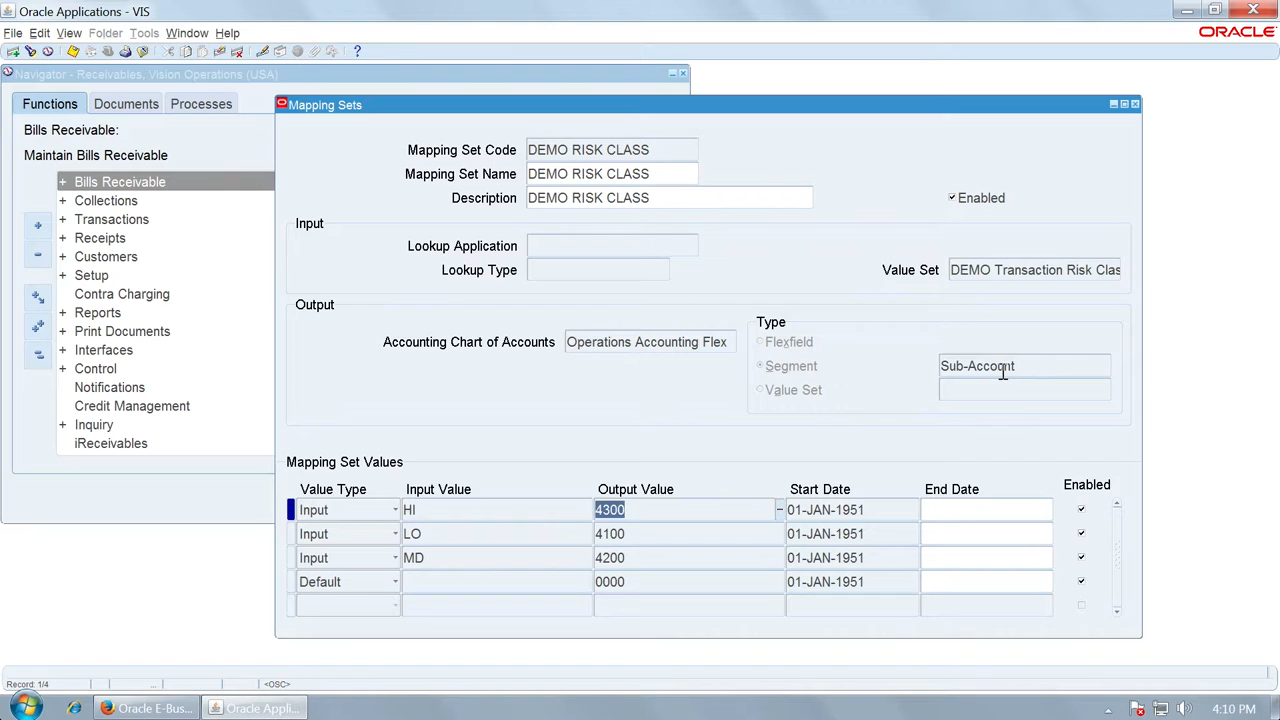 Oracle Applications - VIS
File Edit View Folder Tools Window Help
ORACLE
Navigator - Receivables, Vision Operations (USA)
Functions Documents Processes
Bills Receivable:
Maintain Bills Receivable
+ Bills Receivable
+ Collections
+ Transactions
+ Receipts
+ Customers
+ Setup
Contra Charging
+ Reports
+ Print Documents
+ Interfaces
+ Control
Notifications
Credit Management
+ Inquiry
iReceivables
Mapping Sets
Mapping Set Code DEMO RISK CLASS
Mapping Set Name DEMO RISK CLASS
Description DEMO RISK CLASS Enabled
Input
Lookup Application
Lookup Type Value Set DEMO Transaction Risk Clas
Output
Type
Accounting Chart of Accounts Operations Accounting Flex Flexfield
Segment Sub-Account
Value Set
Mapping Set Values
Value Type Input Value Output Value Start Date End Date Enabled
Input HI 4300 01-JAN-1951
Input LO 4100 01-JAN-1951
Input MD 4200 01-JAN-1951
Default 0000 01-JAN-1951
Record: 1/4 ... <OSC>
Oracle E-Bus... Oracle Appli... 4:10 PM